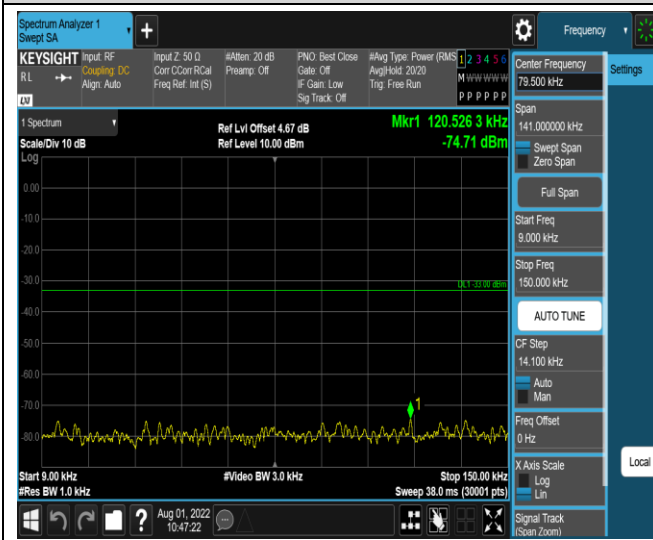 Spectrum Analyzer 1
Swept SA
+
Frequency
KEYSIGHT
RL
LXI
Input: RF
Coupling: DC
Align: Auto
Input Z: 50 Ω
Corr CCorr RCal
Freq Ref: Int (S)
#Atten: 20 dB
Preamp: Off
PNO: Best Close
Gate: Off
IF Gain: Low
Sig Track: Off
#Avg Type: Power (RMS
Avg|Hold: 20/20
Trig: Free Run
1 2 3 4 5 6
M W W W W W
P P P P P P
Center Frequency
79.500 kHz
Settings
Span
141.000000 kHz
Swept Span
Zero Span
Full Span
Start Freq
9.000 kHz
Stop Freq
150.000 kHz
AUTO TUNE
CF Step
14.100 kHz
Auto
Man
Freq Offset
0 Hz
X Axis Scale
Log
Lin
Local
Signal Track
(Span Zoom)
1 Spectrum
Scale/Div 10 dB
Log
Ref Lvl Offset 4.67 dB
Ref Level 10.00 dBm
Mkr1 120.526 3 kHz
-74.71 dBm
0.00
-10.0
-20.0
-30.0
DL1 -33.00 dBm
-40.0
-50.0
-60.0
-70.0
1
-80.0
Start 9.00 kHz
#Video BW 3.0 kHz
Stop 150.00 kHz
#Res BW 1.0 kHz
Sweep 38.0 ms (30001 pts)
?
Aug 01, 2022
10:47:22